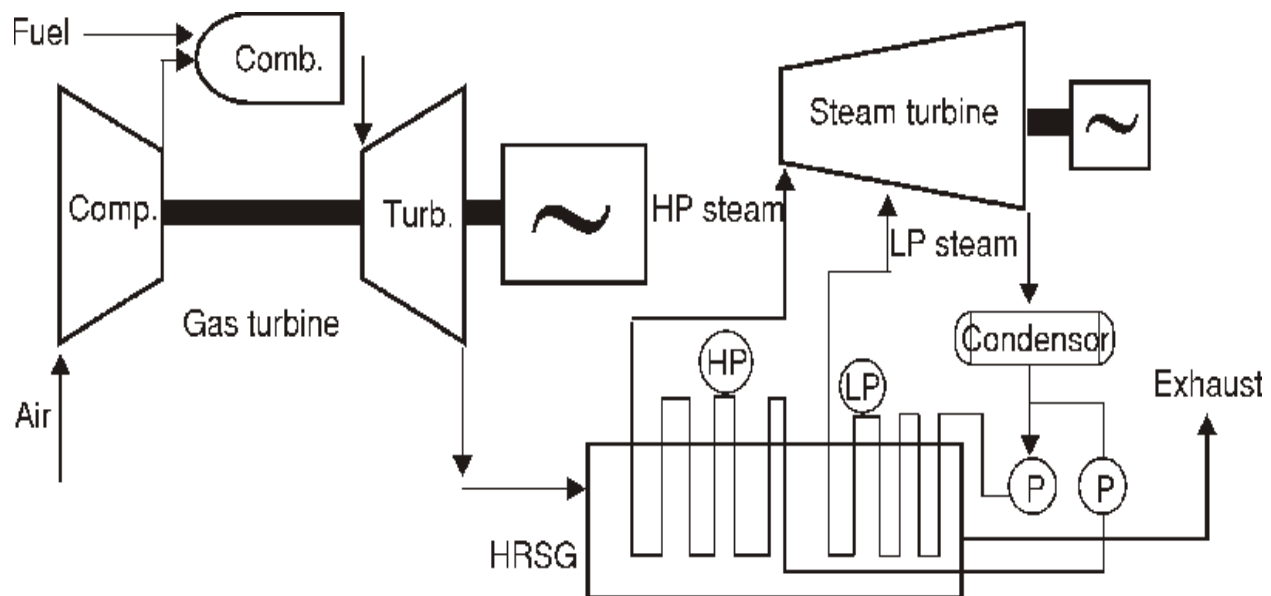 Fuel
Comb.
Steam turbine
~
Comp.
Turb.
~
HP steam
LP steam
Gas turbine
Condensor
HP
LP
Exhaust
Air
P
P
HRSG